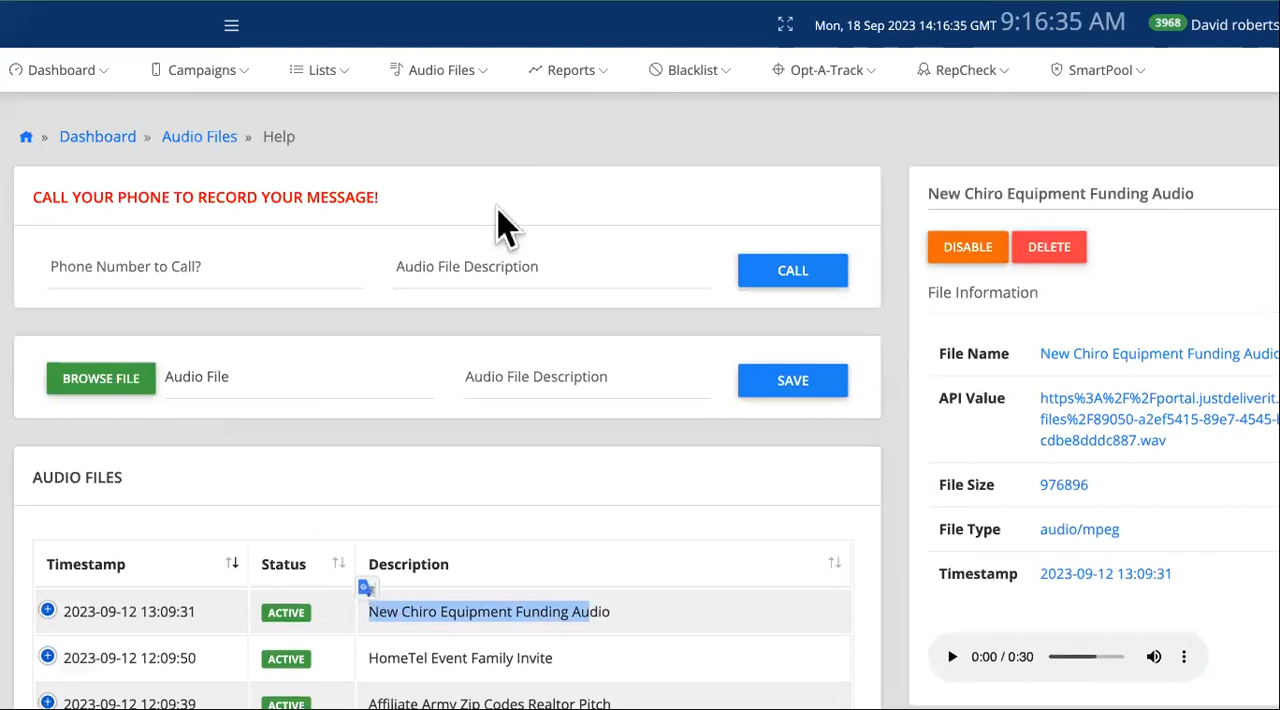 Mon, 18 Sep 2023 14:16:35 GMT 9:16:35 AM 3968 David roberts
Dashboard Campaigns Lists Audio Files Reports Blacklist Opt-A-Track RepCheck SmartPool
» Dashboard » Audio Files » Help
CALL YOUR PHONE TO RECORD YOUR MESSAGE!
Phone Number to Call? Audio File Description CALL
BROWSE FILE Audio File Audio File Description SAVE
AUDIO FILES
Timestamp Status Description
2023-09-12 13:09:31 ACTIVE New Chiro Equipment Funding Audio
2023-09-12 12:09:50 ACTIVE HomeTel Event Family Invite
2023-09-12 12:09:39 ACTIVE Affiliate Army Zip Codes Realtor Pitch
New Chiro Equipment Funding Audio
DISABLE DELETE
File Information
File Name New Chiro Equipment Funding Audio
API Value https%3A%2F%2Fportal.justdeliverit.
files%2F89050-a2ef5415-89e7-4545-
cdbe8dddc887.wav
File Size 976896
File Type audio/mpeg
Timestamp 2023-09-12 13:09:31
0:00 / 0:30